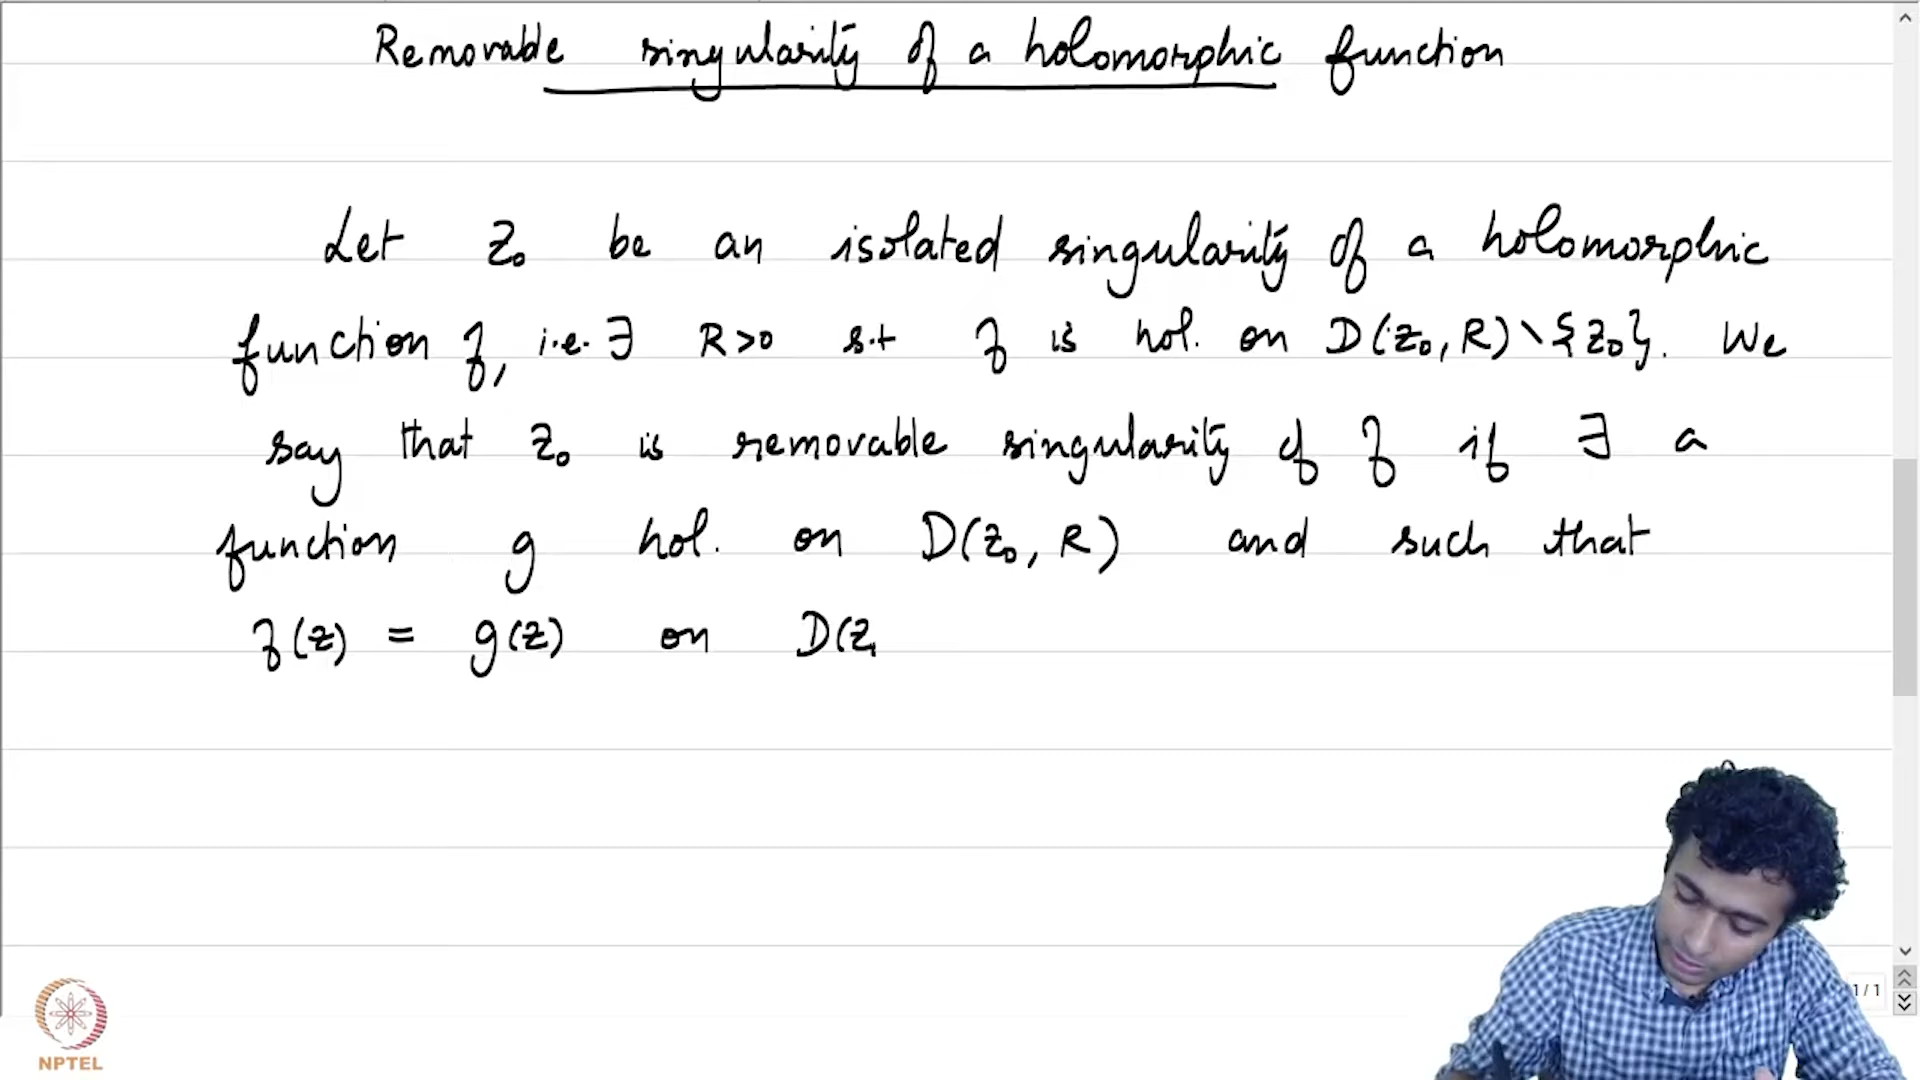 Removable singularity of a holomorphic function
Let z₀ be an isolated singularity of a holomorphic
function f, i.e. ∃ R>0 s.t f is hol. on D(z₀, R) \ {z₀}. We
say that z₀ is removable singularity of f if ∃ a
function g hol. on D(z₀, R) and such that
f(z) = g(z) on D(z
1 / 1
NPTEL